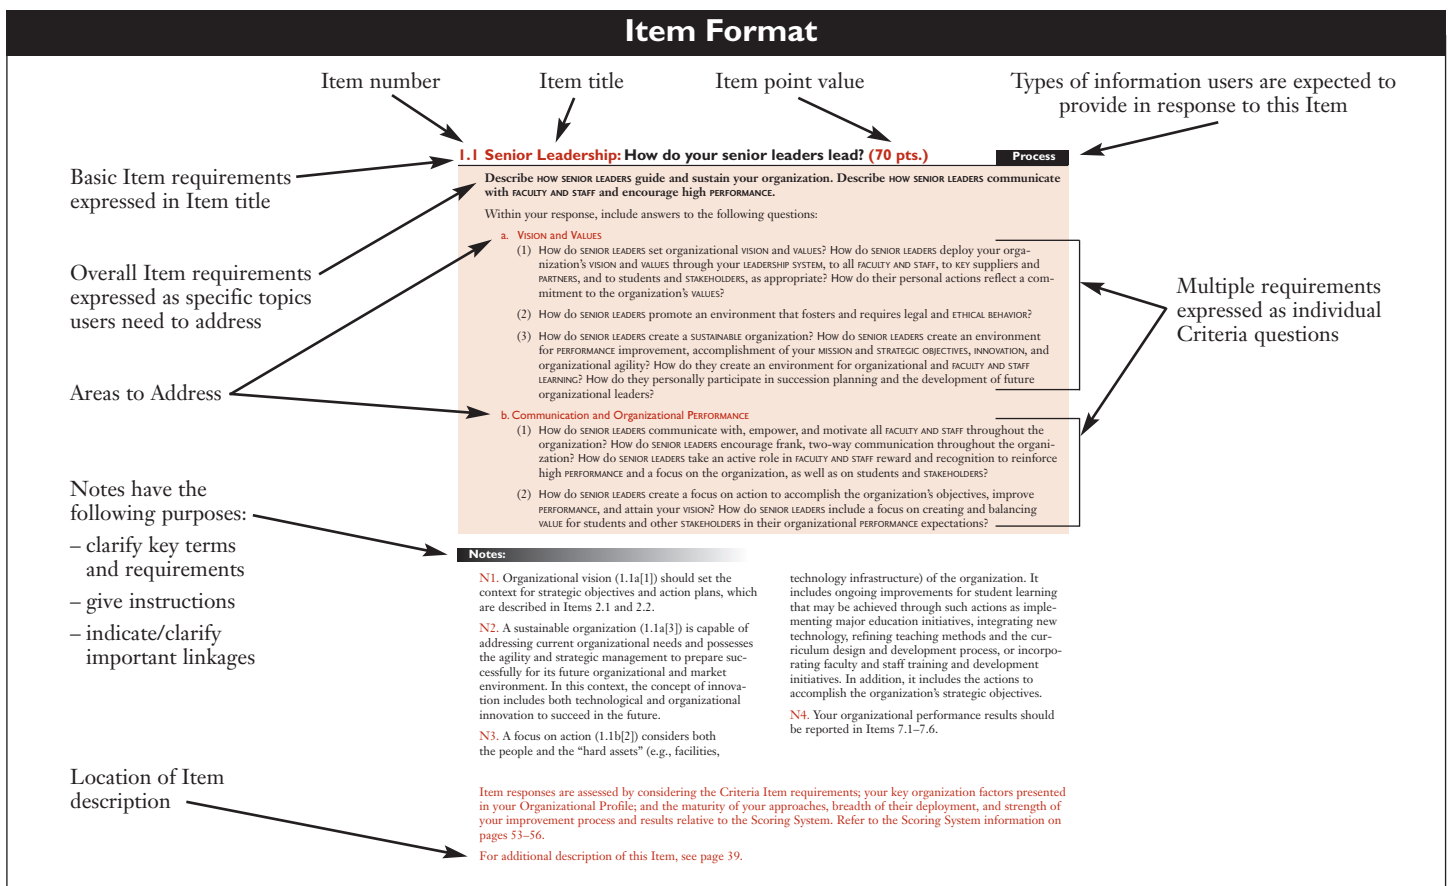 Item Format
Item number
Item title
Item point value
Types of information users are expected to
provide in response to this Item
1.1 Senior Leadership: How do your senior leaders lead? (70 pts.)
Process
Basic Item requirements
expressed in Item title
Overall Item requirements
expressed as specific topics
users need to address
Areas to Address
Notes have the
following purposes:
– clarify key terms
and requirements
– give instructions
– indicate/clarify
important linkages
Location of Item
description
Describe HOW SENIOR LEADERS guide and sustain your organization. Describe HOW SENIOR LEADERS communicate
with FACULTY AND STAFF and encourage high PERFORMANCE.
Within your response, include answers to the following questions:
a. VISION and VALUES
(1) HOW do SENIOR LEADERS set organizational VISION and VALUES? HOW do SENIOR LEADERS deploy your orga-
nization's VISION and VALUES through your LEADERSHIP SYSTEM, to all FACULTY AND STAFF, to KEY suppliers and
PARTNERS, and to students and STAKEHOLDERS, as appropriate? HOW do their personal actions reflect a com-
mitment to the organization's VALUES?
(2) HOW do SENIOR LEADERS promote an environment that fosters and requires legal and ETHICAL BEHAVIOR?
(3) HOW do SENIOR LEADERS create a SUSTAINABLE organization? HOW do SENIOR LEADERS create an environment
for PERFORMANCE improvement, accomplishment of your MISSION and STRATEGIC OBJECTIVES, INNOVATION, and
organizational agility? HOW do they create an environment for organizational and FACULTY AND STAFF
LEARNING? HOW do they personally participate in succession planning and the development of future
organizational leaders?
b. Communication and Organizational PERFORMANCE
(1) HOW do SENIOR LEADERS communicate with, empower, and motivate all FACULTY AND STAFF throughout the
organization? HOW do SENIOR LEADERS encourage frank, two-way communication throughout the organi-
zation? HOW do SENIOR LEADERS take an active role in FACULTY AND STAFF reward and recognition to reinforce
high PERFORMANCE and a focus on the organization, as well as on students and STAKEHOLDERS?
(2) HOW do SENIOR LEADERS create a focus on action to accomplish the organization's objectives, improve
PERFORMANCE, and attain your VISION? HOW do SENIOR LEADERS include a focus on creating and balancing
VALUE for students and other STAKEHOLDERS in their organizational PERFORMANCE expectations?
Multiple requirements
expressed as individual
Criteria questions
Notes:
N1. Organizational vision (1.1a[1]) should set the
context for strategic objectives and action plans, which
are described in Items 2.1 and 2.2.
N2. A sustainable organization (1.1a[3]) is capable of
addressing current organizational needs and possesses
the agility and strategic management to prepare suc-
cessfully for its future organizational and market
environment. In this context, the concept of innova-
tion includes both technological and organizational
innovation to succeed in the future.
N3. A focus on action (1.1b[2]) considers both
the people and the “hard assets” (e.g., facilities,
technology infrastructure) of the organization. It
includes ongoing improvements for student learning
that may be achieved through such actions as imple-
menting major education initiatives, integrating new
technology, refining teaching methods and the cur-
riculum design and development process, or incorpo-
rating faculty and staff training and development
initiatives. In addition, it includes the actions to
accomplish the organization's strategic objectives.
N4. Your organizational performance results should
be reported in Items 7.1–7.6.
Item responses are assessed by considering the Criteria Item requirements; your key organization factors presented
in your Organizational Profile; and the maturity of your approaches, breadth of their deployment, and strength of
your improvement process and results relative to the Scoring System. Refer to the Scoring System information on
pages 53–56.
For additional description of this Item, see page 39.